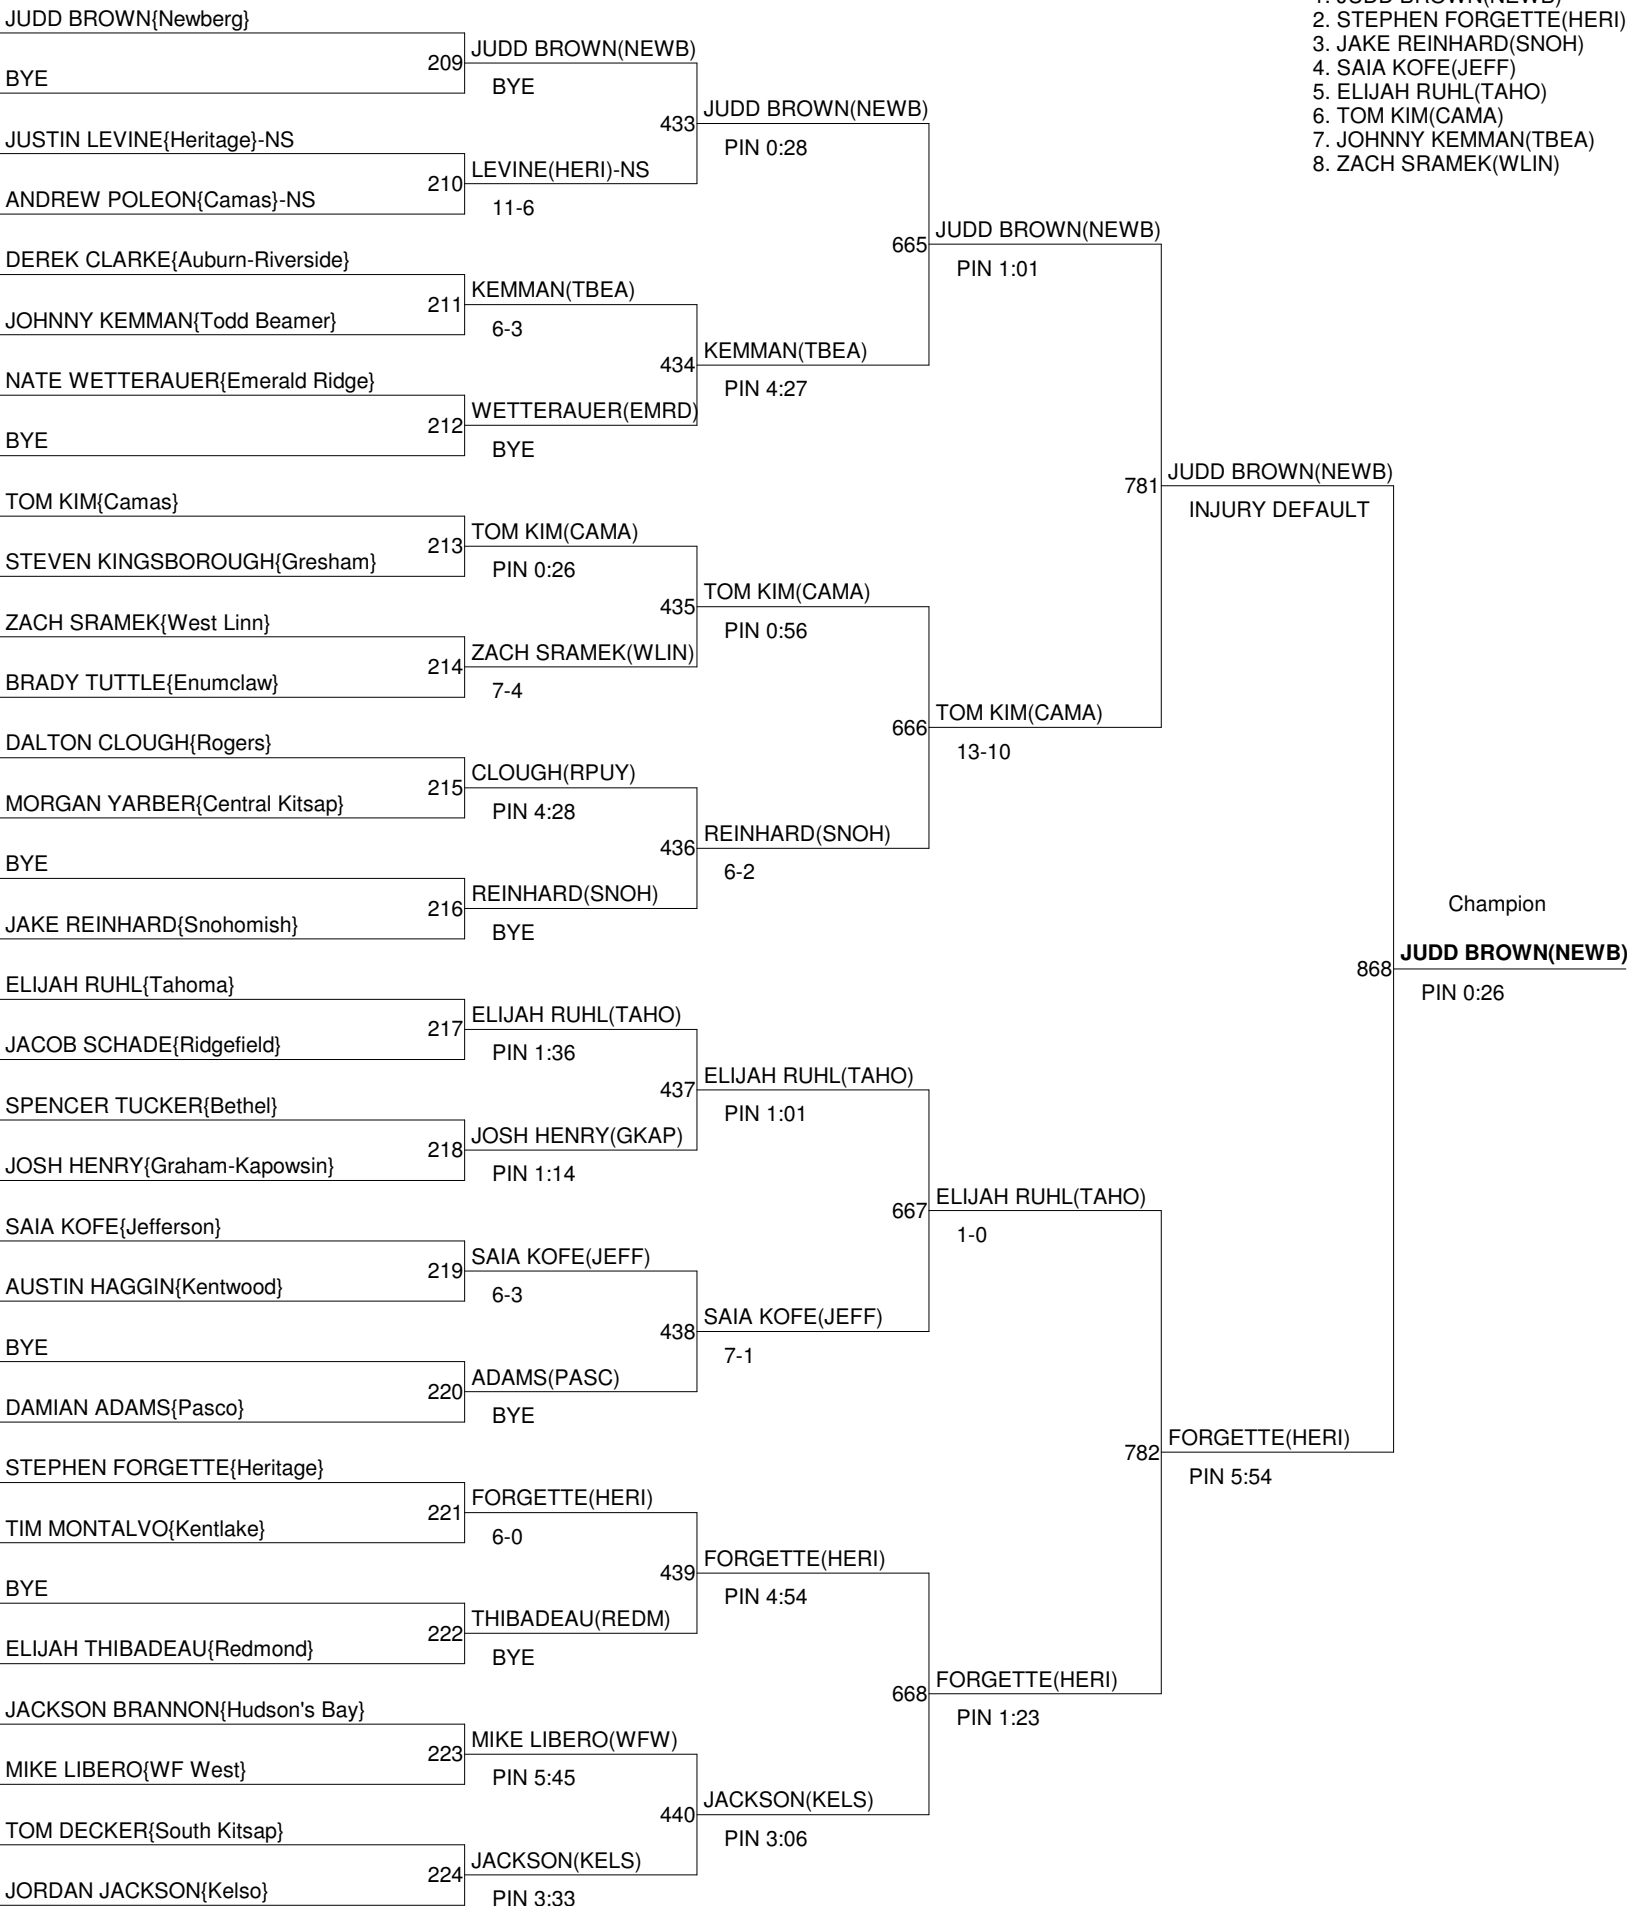 JUDD BROWN{Newberg}
BYE
JUSTIN LEVINE{Heritage}-NS
ANDREW POLEON{Camas}-NS
DEREK CLARKE{Auburn-Riverside}
JOHNNY KEMMAN{Todd Beamer}
NATE WETTERAUER{Emerald Ridge}
BYE
TOM KIM{Camas}
STEVEN KINGSBOROUGH{Gresham}
ZACH SRAMEK{West Linn}
BRADY TUTTLE{Enumclaw}
DALTON CLOUGH{Rogers}
MORGAN YARBER{Central Kitsap}
BYE
JAKE REINHARD{Snohomish}
ELIJAH RUHL{Tahoma}
JACOB SCHADE{Ridgefield}
SPENCER TUCKER{Bethel}
JOSH HENRY{Graham-Kapowsin}
SAIA KOFE{Jefferson}
AUSTIN HAGGIN{Kentwood}
BYE
DAMIAN ADAMS{Pasco}
STEPHEN FORGETTE{Heritage}
TIM MONTALVO{Kentlake}
BYE
ELIJAH THIBADEAU{Redmond}
JACKSON BRANNON{Hudson's Bay}
MIKE LIBERO{WF West}
TOM DECKER{South Kitsap}
JORDAN JACKSON{Kelso}
209 JUDD BROWN(NEWB)
BYE
210 LEVINE(HERI)-NS
11-6
211 KEMMAN(TBEA)
6-3
212 WETTERAUER(EMRD)
BYE
213 TOM KIM(CAMA)
PIN 0:26
214 ZACH SRAMEK(WLIN)
7-4
215 CLOUGH(RPUY)
PIN 4:28
216 REINHARD(SNOH)
BYE
217 ELIJAH RUHL(TAHO)
PIN 1:36
218 JOSH HENRY(GKAP)
PIN 1:14
219 SAIA KOFE(JEFF)
6-3
220 ADAMS(PASC)
BYE
221 FORGETTE(HERI)
6-0
222 THIBADEAU(REDM)
BYE
223 MIKE LIBERO(WFW)
PIN 5:45
224 JACKSON(KELS)
PIN 3:33
433 JUDD BROWN(NEWB)
PIN 0:28
434 KEMMAN(TBEA)
PIN 4:27
435 TOM KIM(CAMA)
PIN 0:56
436 REINHARD(SNOH)
6-2
437 ELIJAH RUHL(TAHO)
PIN 1:01
438 SAIA KOFE(JEFF)
7-1
439 FORGETTE(HERI)
PIN 4:54
440 JACKSON(KELS)
PIN 3:06
665 JUDD BROWN(NEWB)
PIN 1:01
666 TOM KIM(CAMA)
13-10
667 ELIJAH RUHL(TAHO)
1-0
668 FORGETTE(HERI)
PIN 1:23
781 JUDD BROWN(NEWB)
INJURY DEFAULT
782 FORGETTE(HERI)
PIN 5:54
Champion
868 JUDD BROWN(NEWB)
PIN 0:26
1. JUDD BROWN(NEWB)
2. STEPHEN FORGETTE(HERI)
3. JAKE REINHARD(SNOH)
4. SAIA KOFE(JEFF)
5. ELIJAH RUHL(TAHO)
6. TOM KIM(CAMA)
7. JOHNNY KEMMAN(TBEA)
8. ZACH SRAMEK(WLIN)